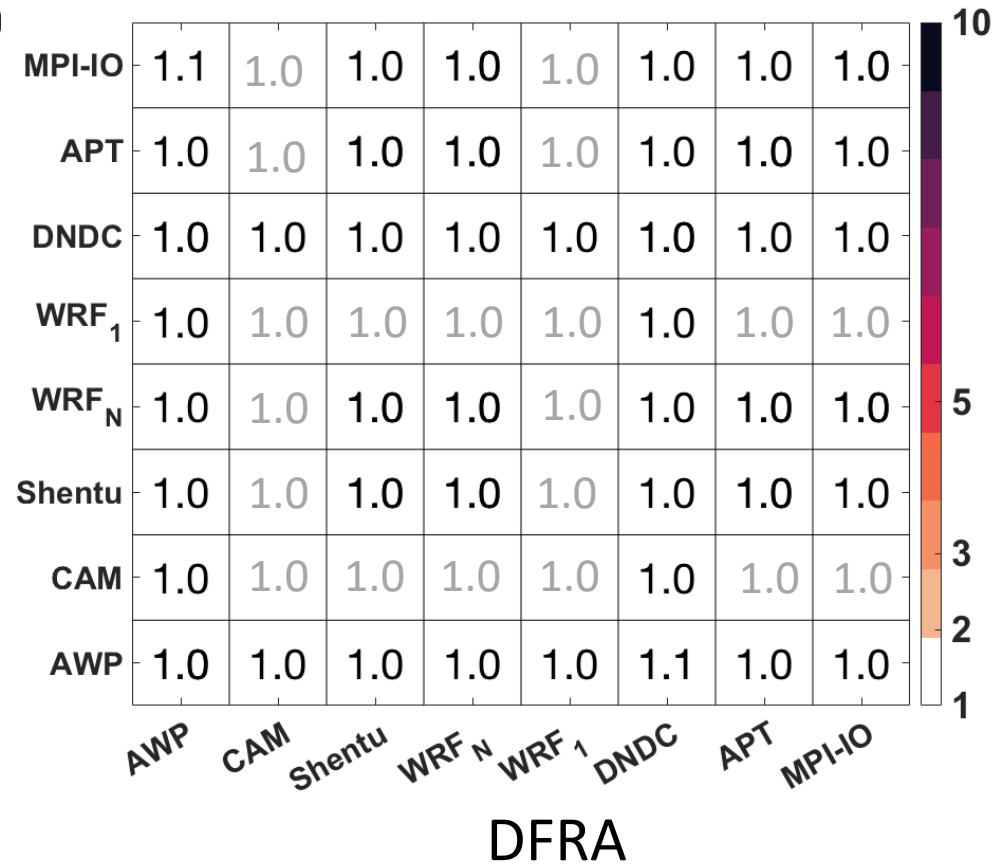 10
MPI-IO 1.1 1.0 1.0 1.0 1.0 1.0 1.0 1.0
APT 1.0 1.0 1.0 1.0 1.0 1.0 1.0 1.0
DNDC 1.0 1.0 1.0 1.0 1.0 1.0 1.0 1.0
WRF1 1.0 1.0 1.0 1.0 1.0 1.0 1.0 1.0
WRFN 1.0 1.0 1.0 1.0 1.0 1.0 1.0 1.0
5
Shentu 1.0 1.0 1.0 1.0 1.0 1.0 1.0 1.0
3
CAM 1.0 1.0 1.0 1.0 1.0 1.0 1.0 1.0
2
AWP 1.0 1.0 1.0 1.0 1.0 1.1 1.0 1.0
1
AWP CAM Shentu WRF N WRF 1 DNDC APT MPI-IO
DFRA